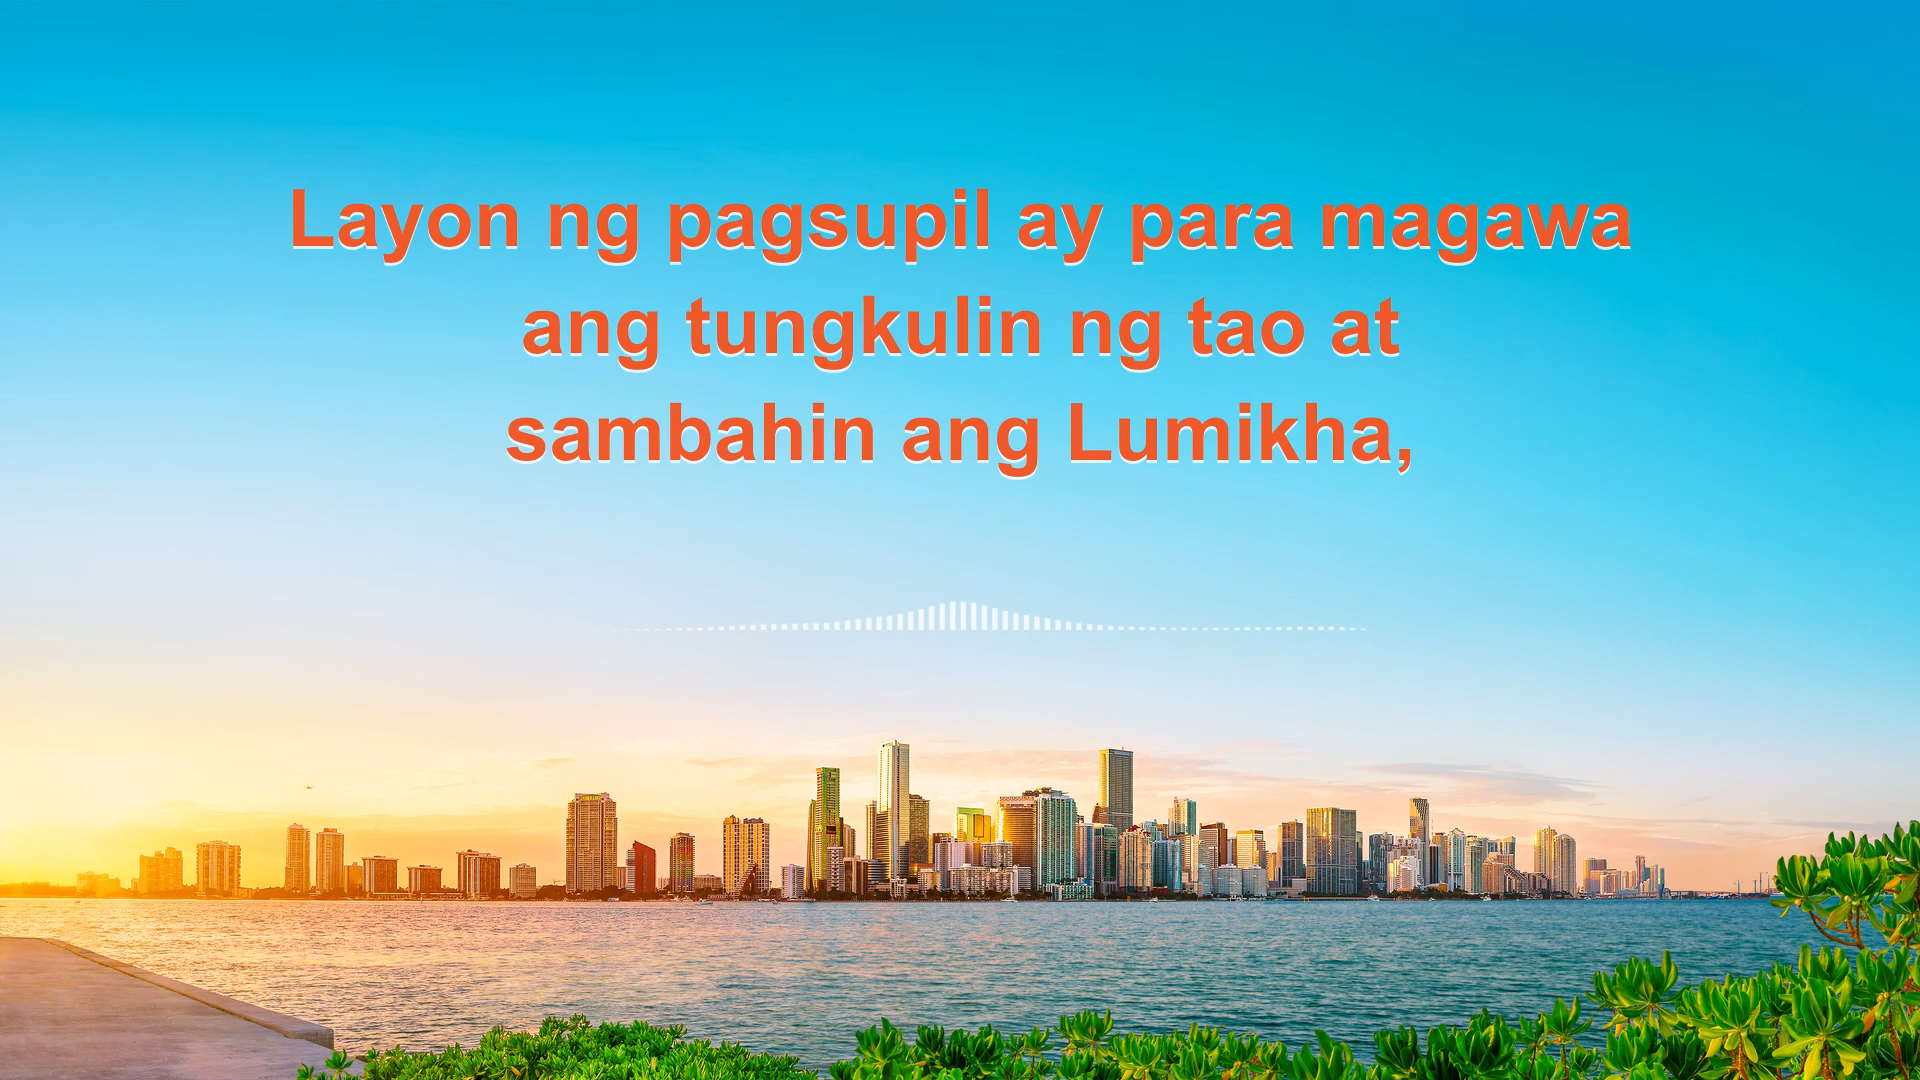 Layon ng pagsupil ay para magawa
ang tungkulin ng tao at
sambahin ang Lumikha,